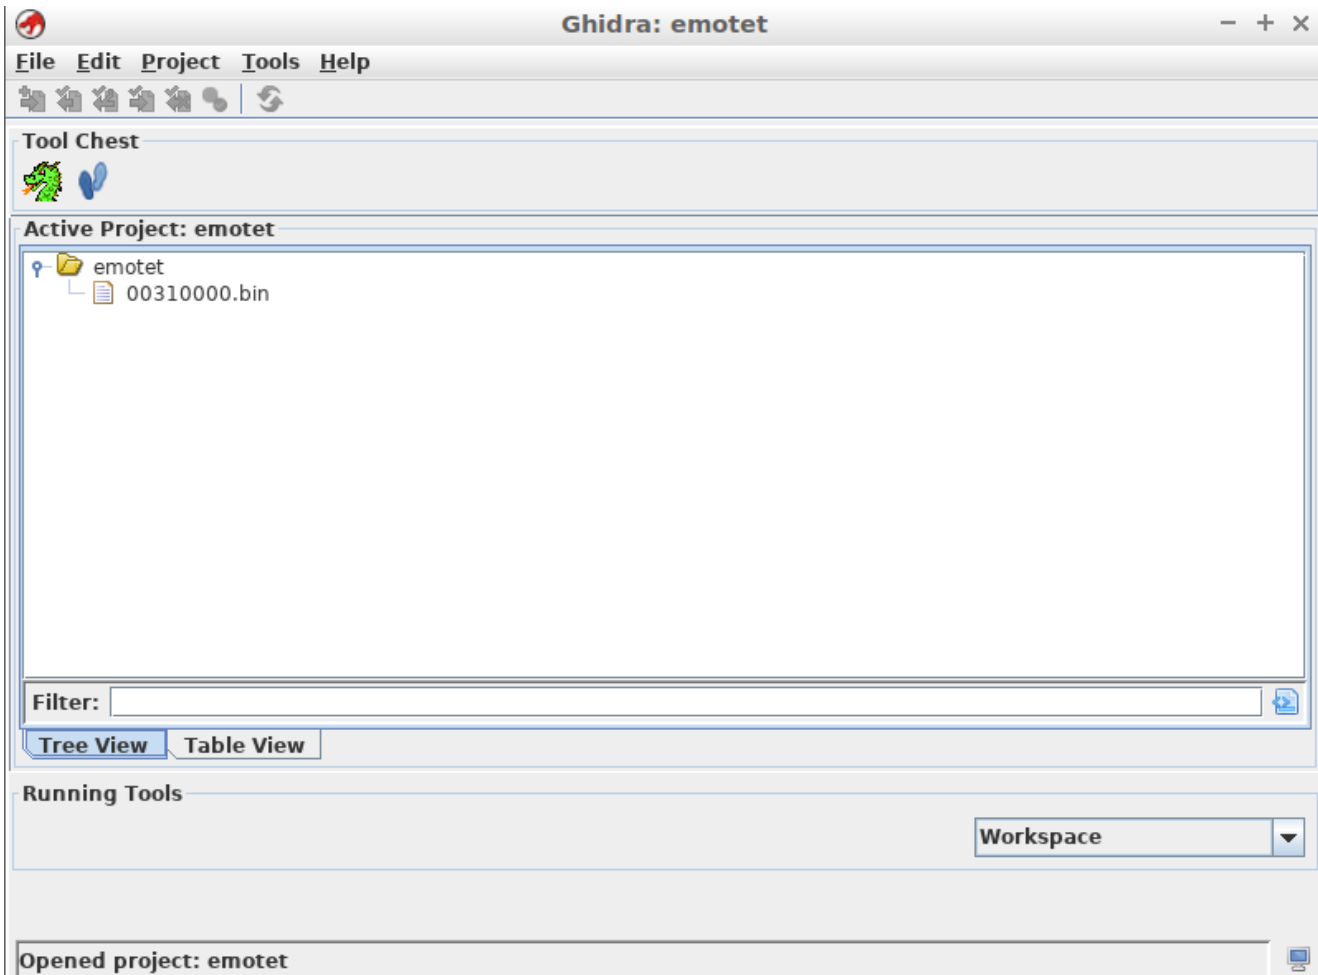 Ghidra: emotet
File Edit Project Tools Help
Tool Chest
Active Project: emotet
emotet
00310000.bin
Filter:
Tree View Table View
Running Tools
Workspace
Opened project: emotet